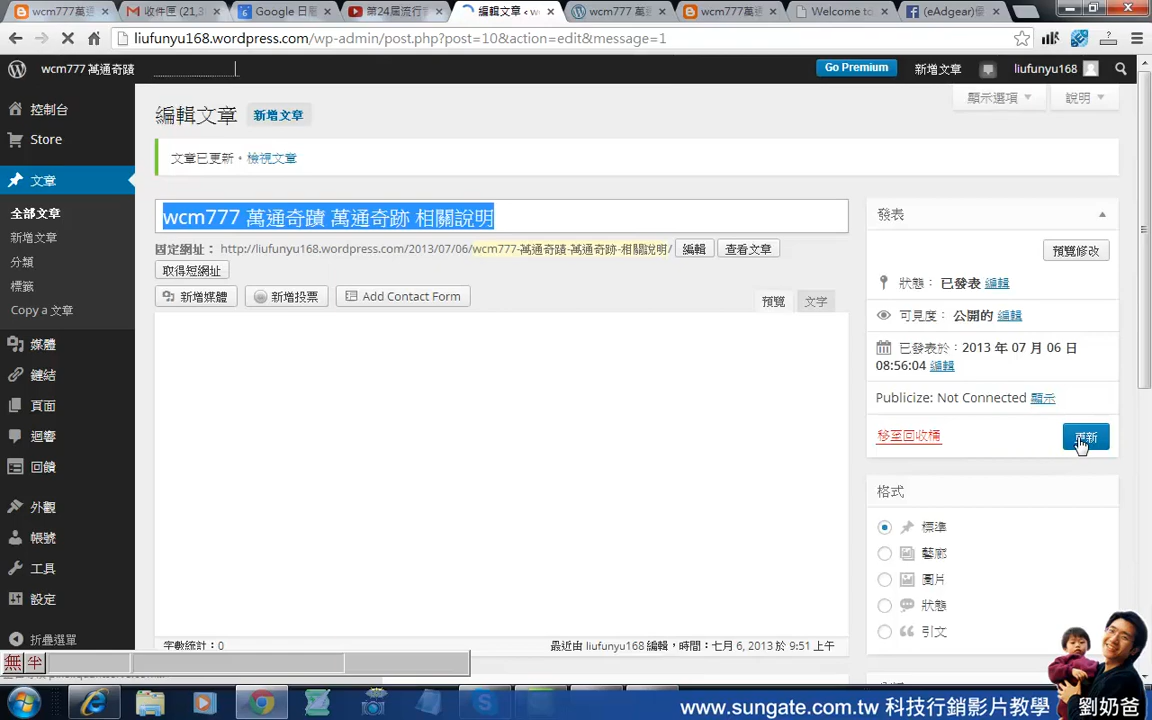 wcm777萬通
收件匣 (21,3
Google 日曆
第24屆流行
編輯文章 ‹ w
wcm777 萬
wcm777萬通
Welcome to
(eAdgear)
liufunyu168.wordpress.com/wp-admin/post.php?post=10&action=edit&message=1
wcm777 萬通奇蹟
Go Premium
新增文章
liufunyu168
控制台
Store
文章
全部文章
新增文章
分類
標籤
Copy a 文章
媒體
鏈結
頁面
迴響
回饋
外觀
帳號
工具
設定
折疊選單
顯示選項
說明
編輯文章 新增文章
文章已更新。檢視文章
wcm777 萬通奇蹟 萬通奇跡 相關說明
固定網址： http://liufunyu168.wordpress.com/2013/07/06/wcm777-萬通奇蹟-萬通奇跡-相關說明/ 編輯 查看文章
取得短網址
新增媒體 新增投票 Add Contact Form
預覽 文字
字數統計：0
最近由 liufunyu168 編輯，時間：七月 6, 2013 於 9:51 上午
發表
預覽修改
狀態： 已發表 編輯
可見度： 公開的 編輯
已發表於：2013 年 07 月 06 日
08:56:04 編輯
Publicize: Not Connected 顯示
移至回收桶 更新
格式
標準
藝廊
圖片
狀態
引文
無 半
www.sungate.com.tw 科技行銷影片教學
劉奶爸